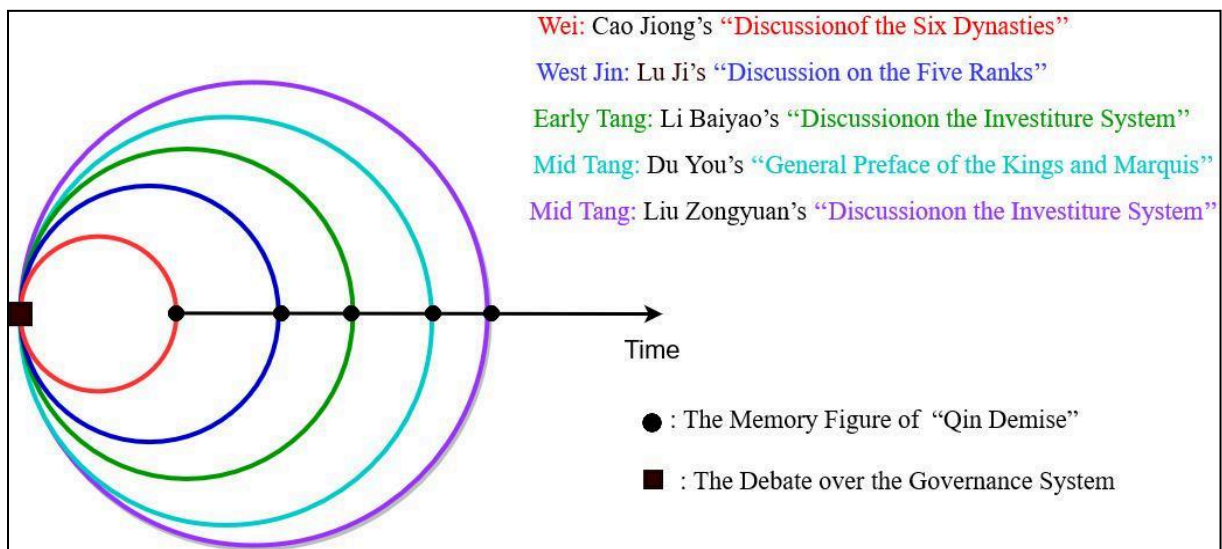 Wei: Cao Jiong's “Discussionof the Six Dynasties’’
West Jin: Lu Ji's “Discussion on the Five Ranks’’
Early Tang: Li Baiyao's “Discussionon the Investiture System’’
Mid Tang: Du You's “General Preface of the Kings and Marquis’’
Mid Tang: Liu Zongyuan's “Discussionon the Investiture System’’
Time
: The Memory Figure of “Qin Demise”
: The Debate over the Governance System